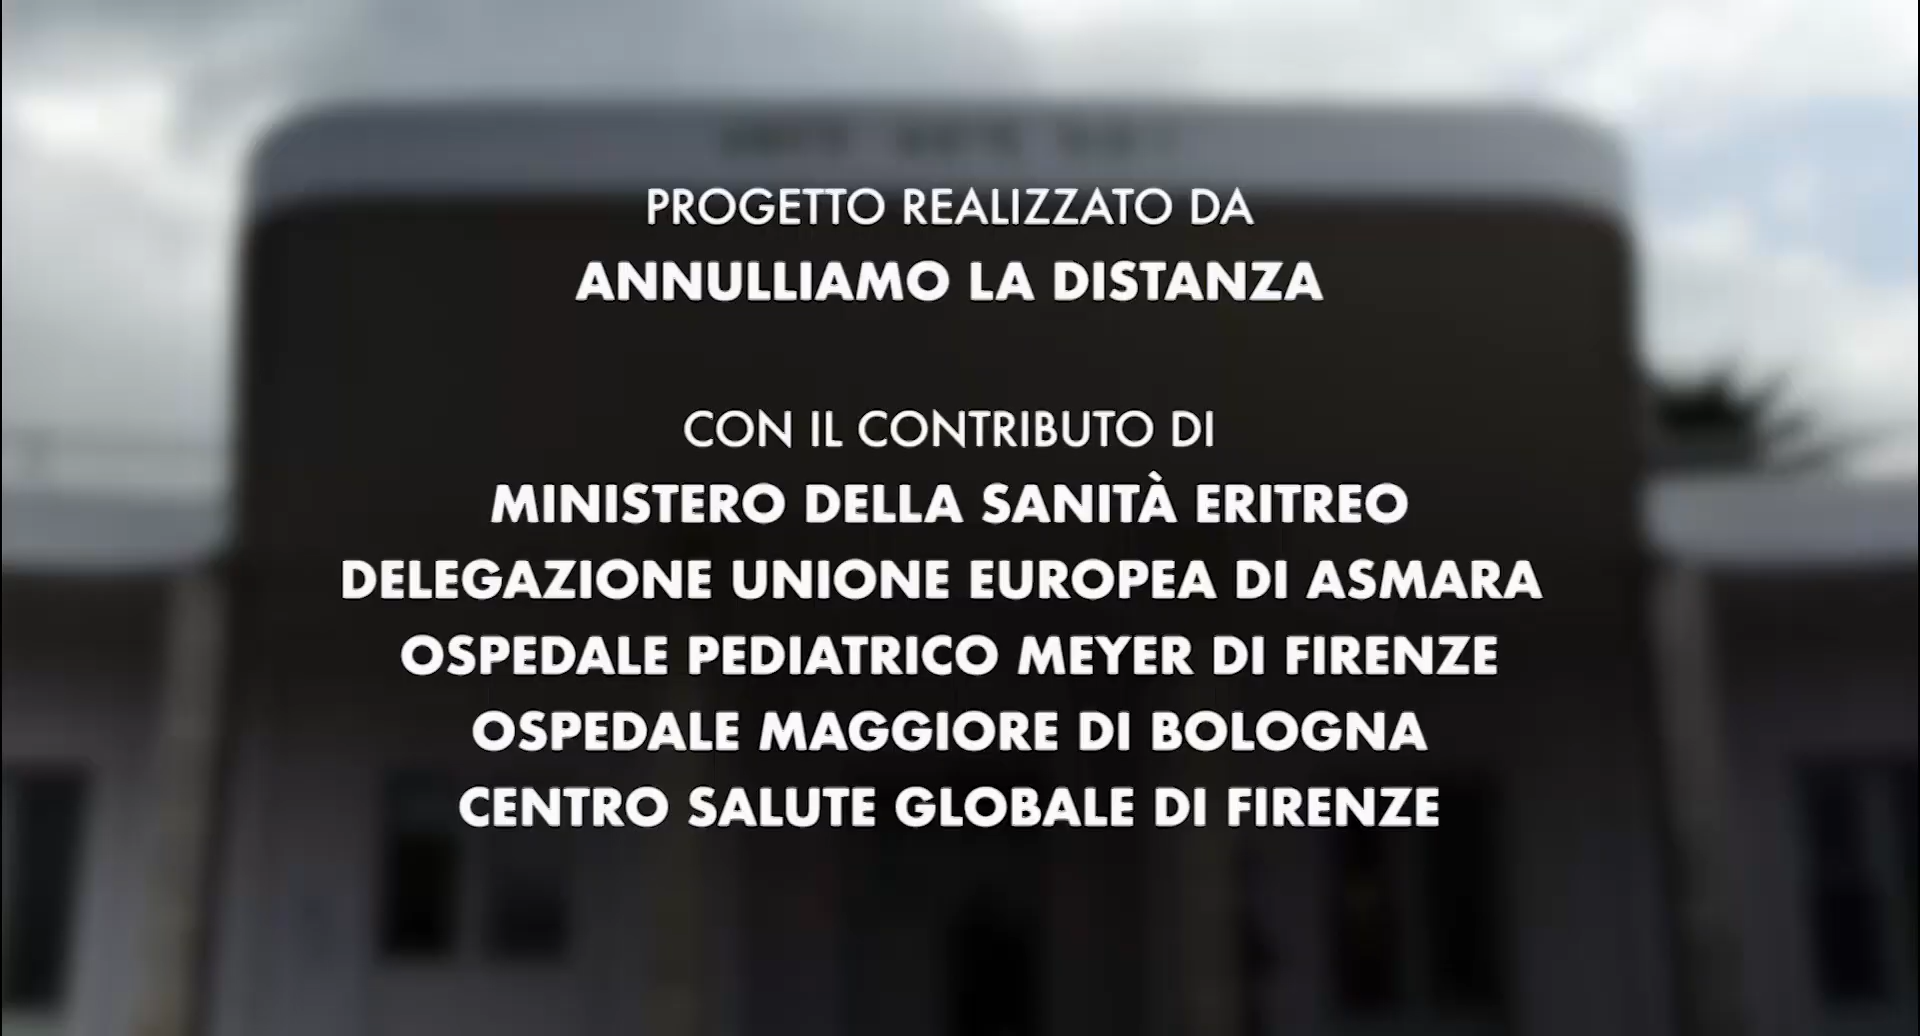 PROGETTO REALIZZATO DA
ANNULLIAMO LA DISTANZA
CON IL CONTRIBUTO DI
MINISTERO DELLA SANITÀ ERITREO
DELEGAZIONE UNIONE EUROPEA DI ASMARA
OSPEDALE PEDIATRICO MEYER DI FIRENZE
OSPEDALE MAGGIORE DI BOLOGNA
CENTRO SALUTE GLOBALE DI FIRENZE